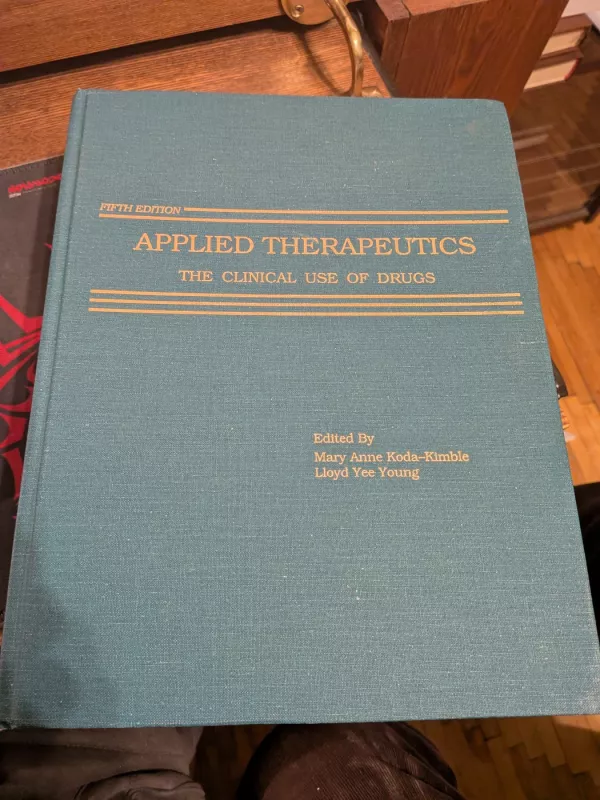 FIFTH EDITION
APPLIED THERAPEUTICS
THE CLINICAL USE OF DRUGS
Edited By
Mary Anne Koda–Kimble
Lloyd Yee Young